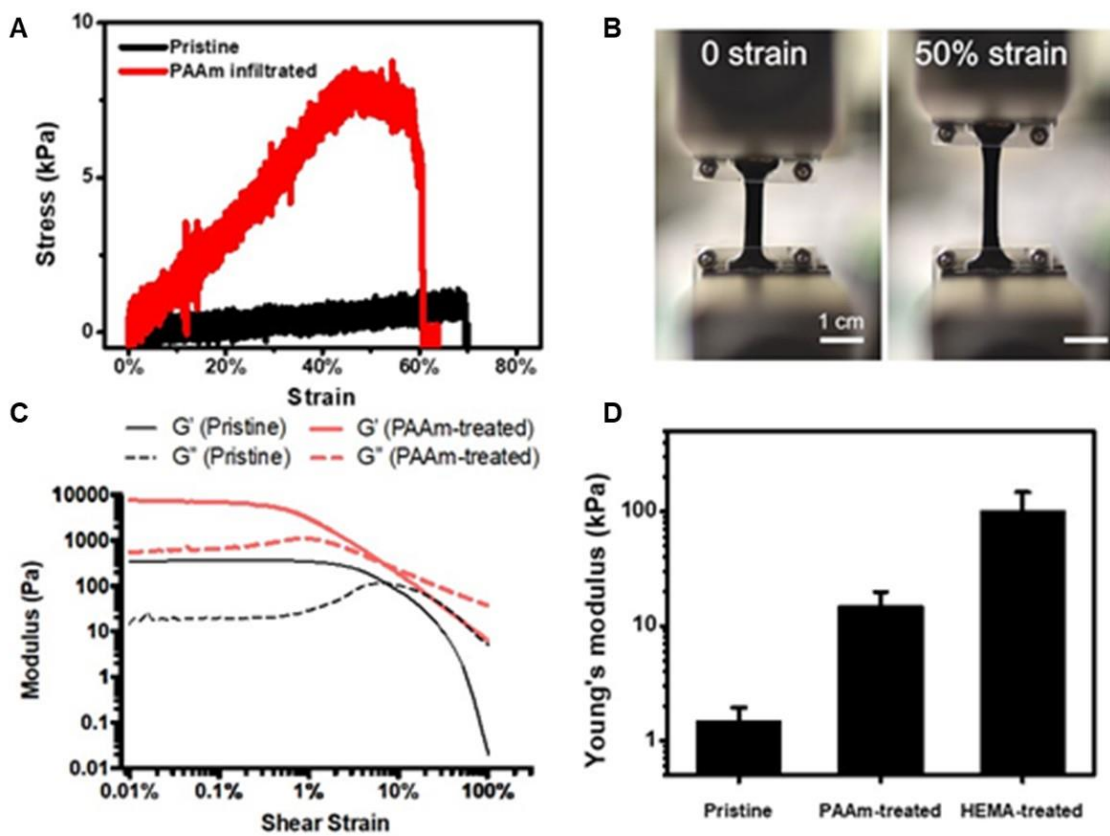 A
10
5
0
Stress (kPa)
Pristine
PAAm infiltrated
0%
20%
40%
60%
80%
Strain
B
0 strain
50% strain
1 cm
C
G' (Pristine)
G' (PAAm-treated)
G" (Pristine)
G" (PAAm-treated)
10000
1000
100
10
1
0.1
0.01
Modulus (Pa)
0.01%
0.1%
1%
10%
100%
Shear Strain
D
Young's modulus (kPa)
100
10
1
Pristine
PAAm-treated
HEMA-treated